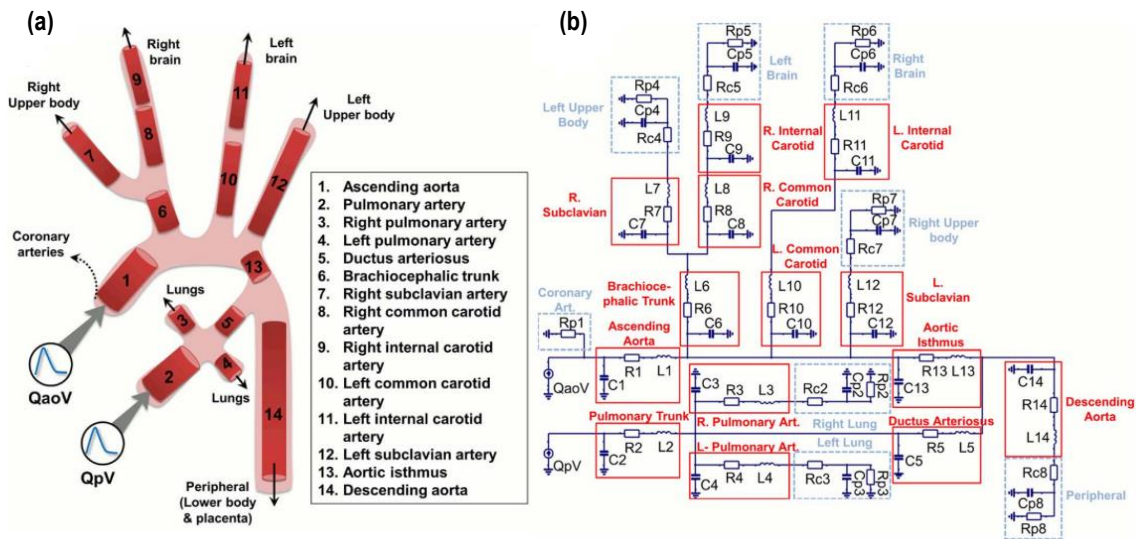 (a)
Right
brain
Left
brain
Right
Upper body
Left
Upper body
9
11
8
7
10
12
6
Coronary
arteries
13
1
Lungs
3
5
2
4
Lungs
14
QaoV
QpV
Peripheral
(Lower body
& placenta)
1. Ascending aorta
2. Pulmonary artery
3. Right pulmonary artery
4. Left pulmonary artery
5. Ductus arteriosus
6. Brachiocephalic trunk
7. Right subclavian artery
8. Right common carotid
artery
9. Right internal carotid
artery
10. Left common carotid
artery
11. Left internal carotid
artery
12. Left subclavian artery
13. Aortic isthmus
14. Descending aorta
(b)
Rp5
Cp5
Left
Brain
Rc5
Rp6
Cp6
Right
Brain
Rc6
Rp4
Cp4
Left Upper
Body
Rc4
L9
R9
C9
R. Internal
Carotid
L11
R11
C11
L. Internal
Carotid
R.
Subclavian
L7
R7
C7
L8
R8
C8
R. Common
Carotid
Rp7
Cp7
Rc7
Right Upper
body
L. Common
Carotid
Brachioce-
phalic Trunk
L6
R6
C6
L10
R10
C10
L12
R12
C12
L.
Subclavian
Coronary
Art.
Rp1
Ascending
Aorta
Aortic
Isthmus
QaoV
C1
R1
L1
C3
R3
L3
Rc2
Cp2
Rp2
C13
R13
L13
R. Pulmonary Art.
Right Lung
C14
R14
L14
Descending
Aorta
Pulmonary Trunk
QpV
C2
R2
L2
L- Pulmonary Art.
Left Lung
C4
R4
L4
Rc3
Cp3
Rp3
Ductus Arteriosus
C5
R5
L5
Rc8
Cp8
Rp8
Peripheral